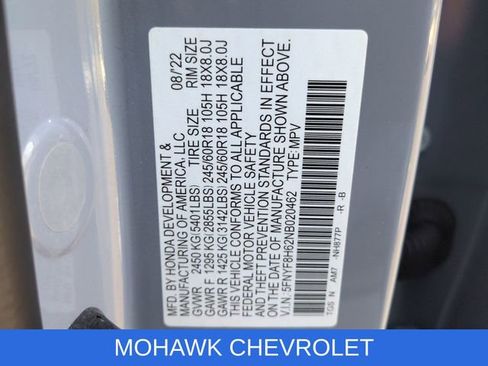 MFD. BY HONDA DEVELOPMENT & 08/22
MANUFACTURING OF AMERICA, LLC
GVWR 2450 KG(5401LBS) TIRE SIZE RIM SIZE
GAWR F 1295 KG(2855LBS) 245/60R18 105H 18X8.0J
GAWR R 1425 KG(3142LBS) 245/60R18 105H 18X8.0J
THIS VEHICLE CONFORMS TO ALL APPLICABLE
FEDERAL MOTOR VEHICLE SAFETY
AND THEFT PREVENTION STANDARDS IN EFFECT
ON THE DATE OF MANUFACTURE SHOWN ABOVE.
V.I.N. 5FNYF8H62NB020462 TYPE:MPV
TGS N AM7 -NH877P -R -B
MOHAWK CHEVROLET